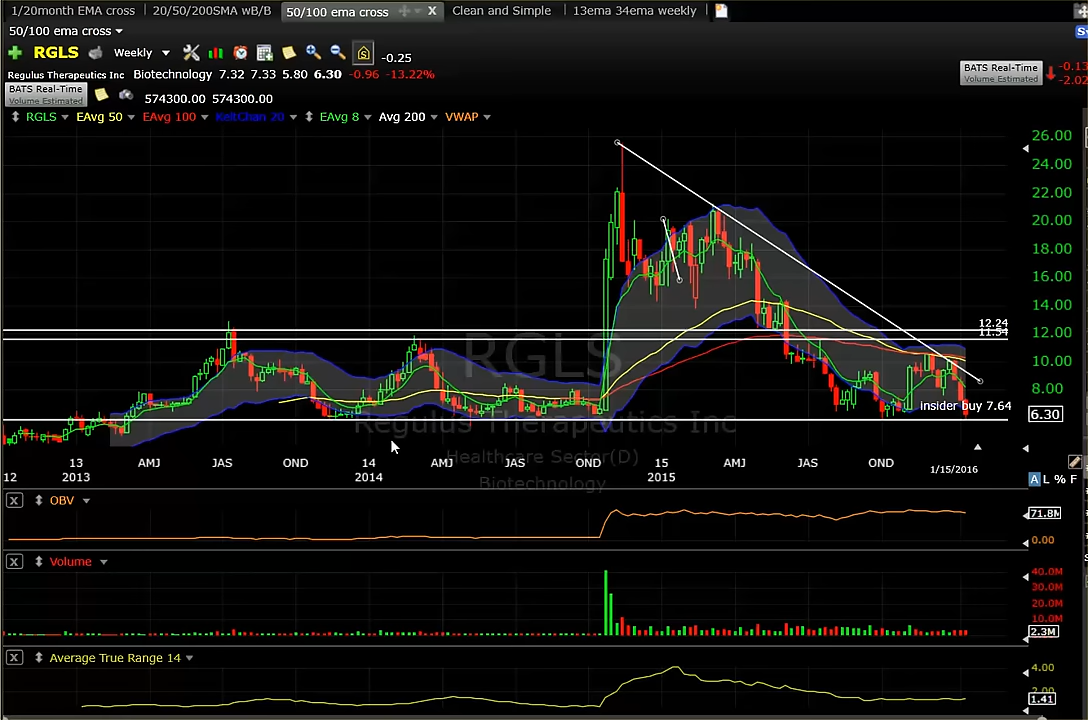 1/20month EMA cross 20/50/200SMA wB/B 50/100 ema cross X Clean and Simple 13ema 34ema weekly
50/100 ema cross
RGLS Weekly -0.25
Regulus Therapeutics Inc Biotechnology 7.32 7.33 5.80 6.30 -0.96 -13.22%
BATS Real-Time
Volume Estimated
574300.00 574300.00
BATS Real-Time
Volume Estimated
-2.02
RGLS EAvg 50 EAvg 100 KeltChan 20 EAvg 8 Avg 200 VWAP
26.00
24.00
22.00
20.00
18.00
16.00
14.00
12.00
10.00
8.00
12.24
11.54
RGLS
Regulus Therapeutics Inc
Healthcare Sector(D)
Biotechnology
insider buy 7.64
6.30
13 AMJ JAS OND 14 AMJ JAS OND 15 AMJ JAS OND 1/15/2016
12 2013 2014 2015
A L % F
X OBV
71.8M
0.00
X Volume
40.0M
30.0M
20.0M
10.0M
2.3M
X Average True Range 14
4.00
2.00
1.41